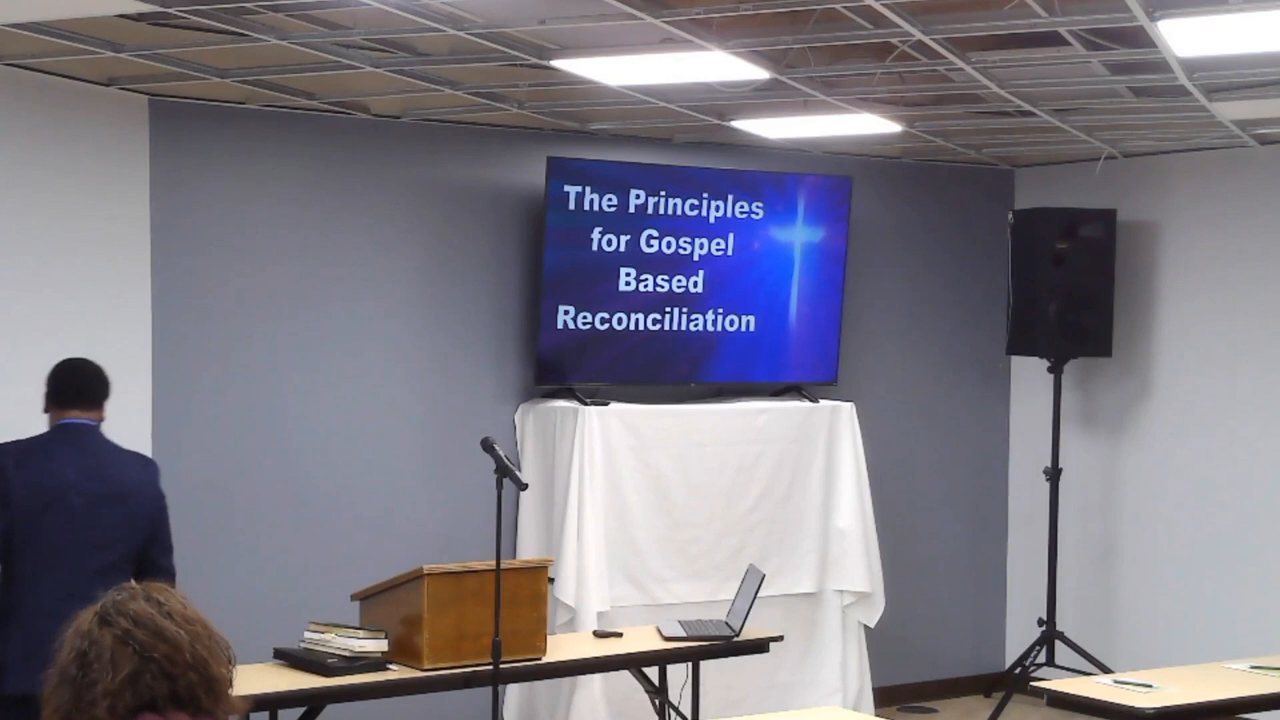 The Principles
for Gospel
Based
Reconciliation